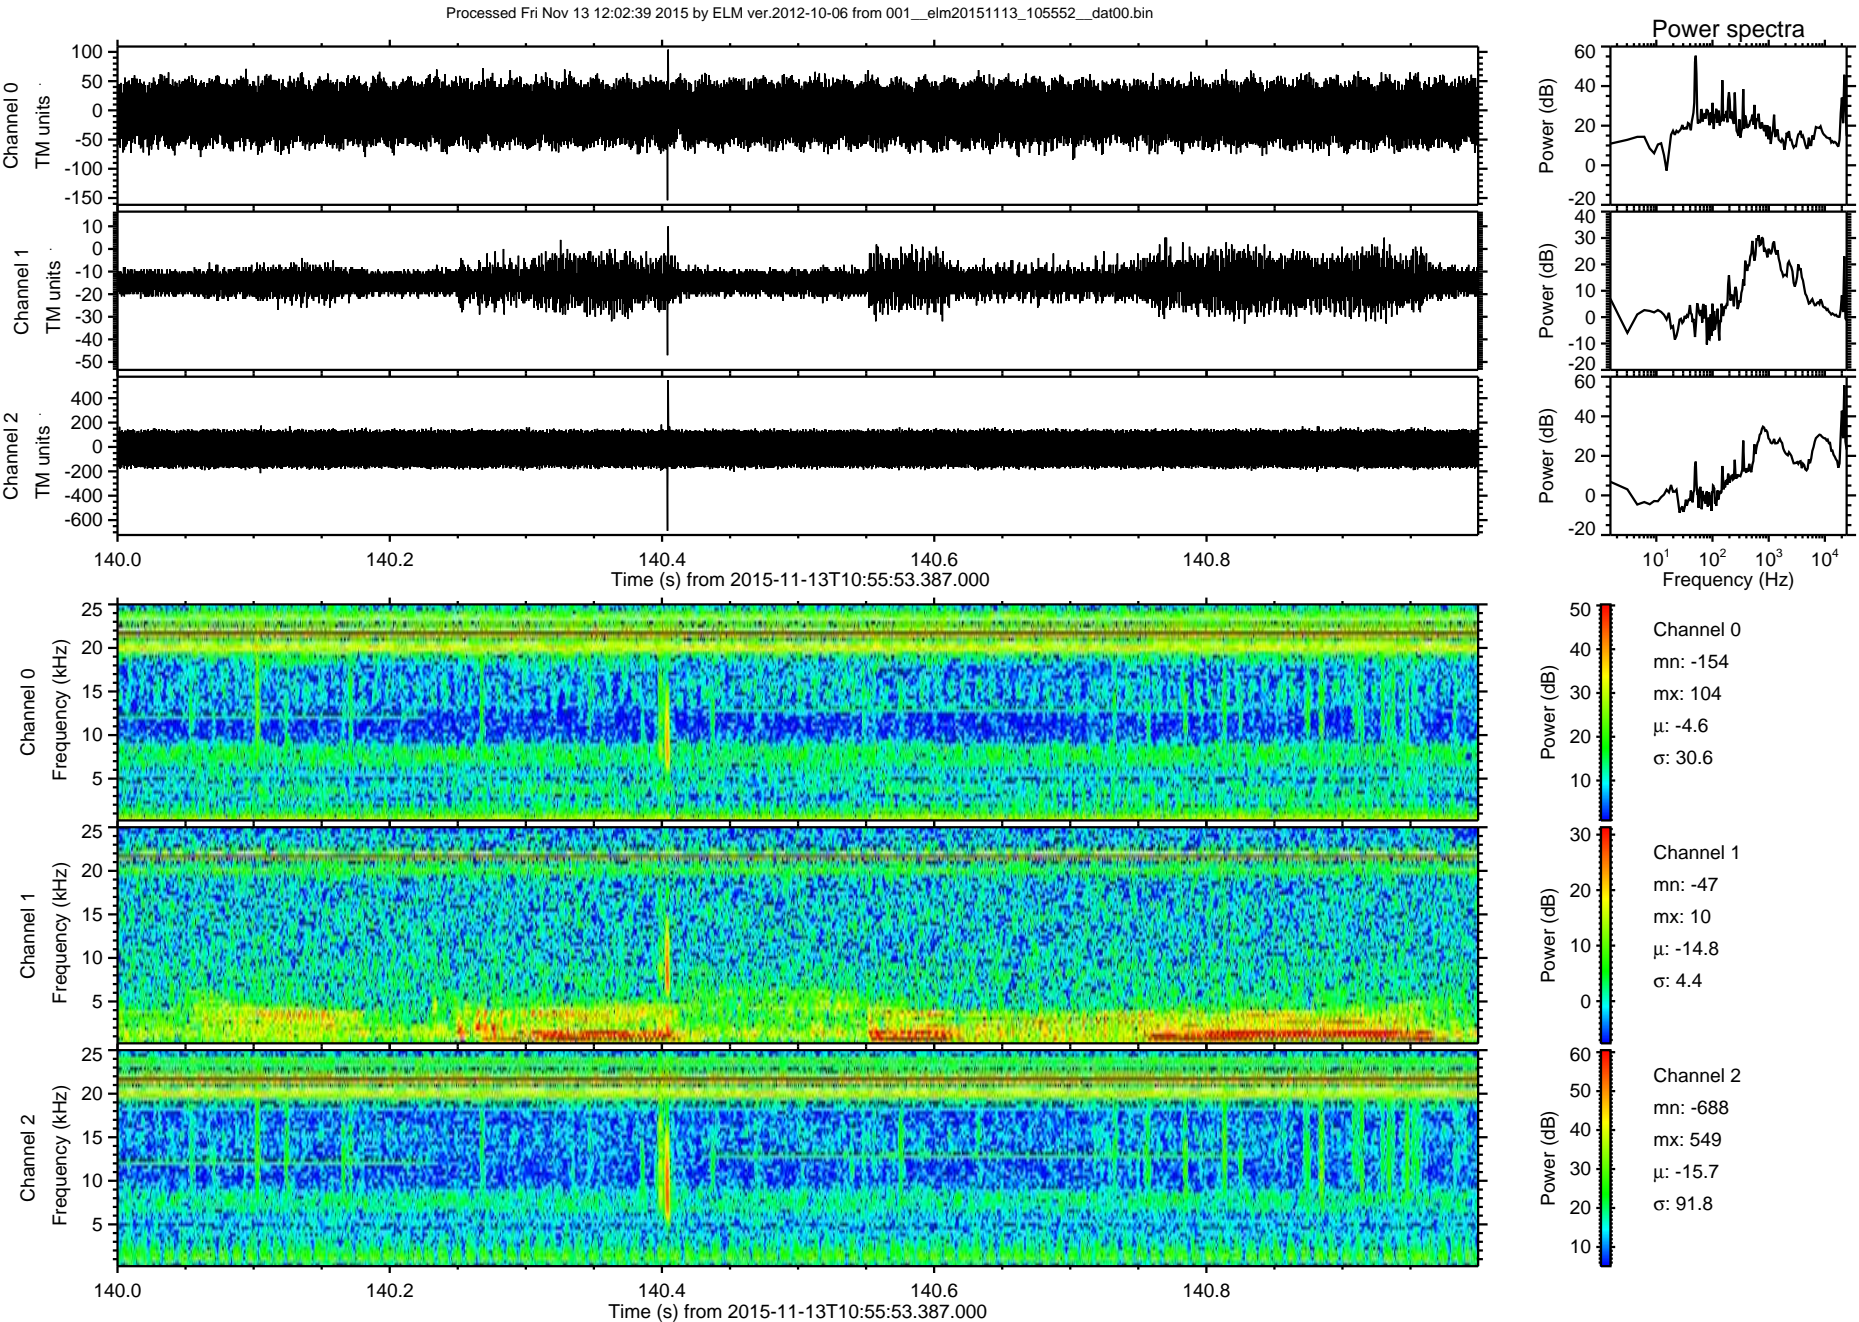 Processed Fri Nov 13 12:02:39 2015 by ELM ver.2012-10-06 from 001__elm20151113_105552__dat00.bin
Power spectra
Channel 0
TM units
100
50
0
-50
-100
-150
Power (dB)
60
40
20
0
-20
Channel 1
TM units
10
0
-10
-20
-30
-40
-50
Power (dB)
40
30
20
10
0
-10
-20
Channel 2
TM units
400
200
0
-200
-400
-600
Power (dB)
60
40
20
0
-20
140.0 140.2 140.4 140.6 140.8
Time (s) from 2015-11-13T10:55:53.387.000
10^1 10^2 10^3 10^4
Frequency (Hz)
Channel 0
Frequency (kHz)
25
20
15
10
5
Power (dB)
50
40
30
20
10
Channel 0
mn: -154
mx: 104
μ: -4.6
σ: 30.6
Channel 1
Frequency (kHz)
25
20
15
10
5
Power (dB)
30
20
10
0
Channel 1
mn: -47
mx: 10
μ: -14.8
σ: 4.4
Channel 2
Frequency (kHz)
25
20
15
10
5
Power (dB)
60
50
40
30
20
10
Channel 2
mn: -688
mx: 549
μ: -15.7
σ: 91.8
140.0 140.2 140.4 140.6 140.8
Time (s) from 2015-11-13T10:55:53.387.000